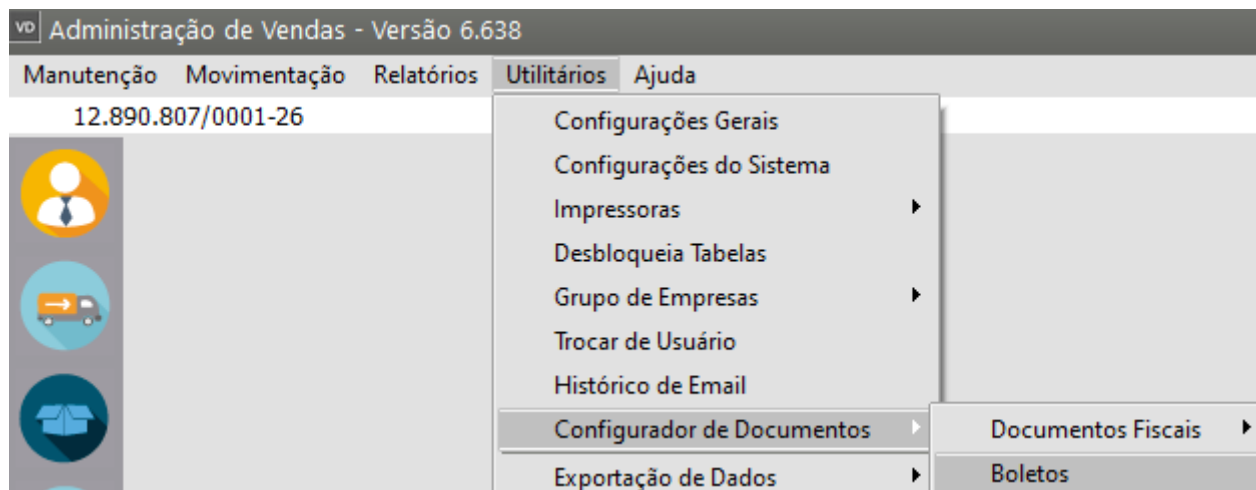 VD Administração de Vendas - Versão 6.638
Manutenção Movimentação Relatórios Utilitários Ajuda
12.890.807/0001-26
Configurações Gerais
Configurações do Sistema
Impressoras
Desbloqueia Tabelas
Grupo de Empresas
Trocar de Usuário
Histórico de Email
Configurador de Documentos Documentos Fiscais
Exportação de Dados Boletos